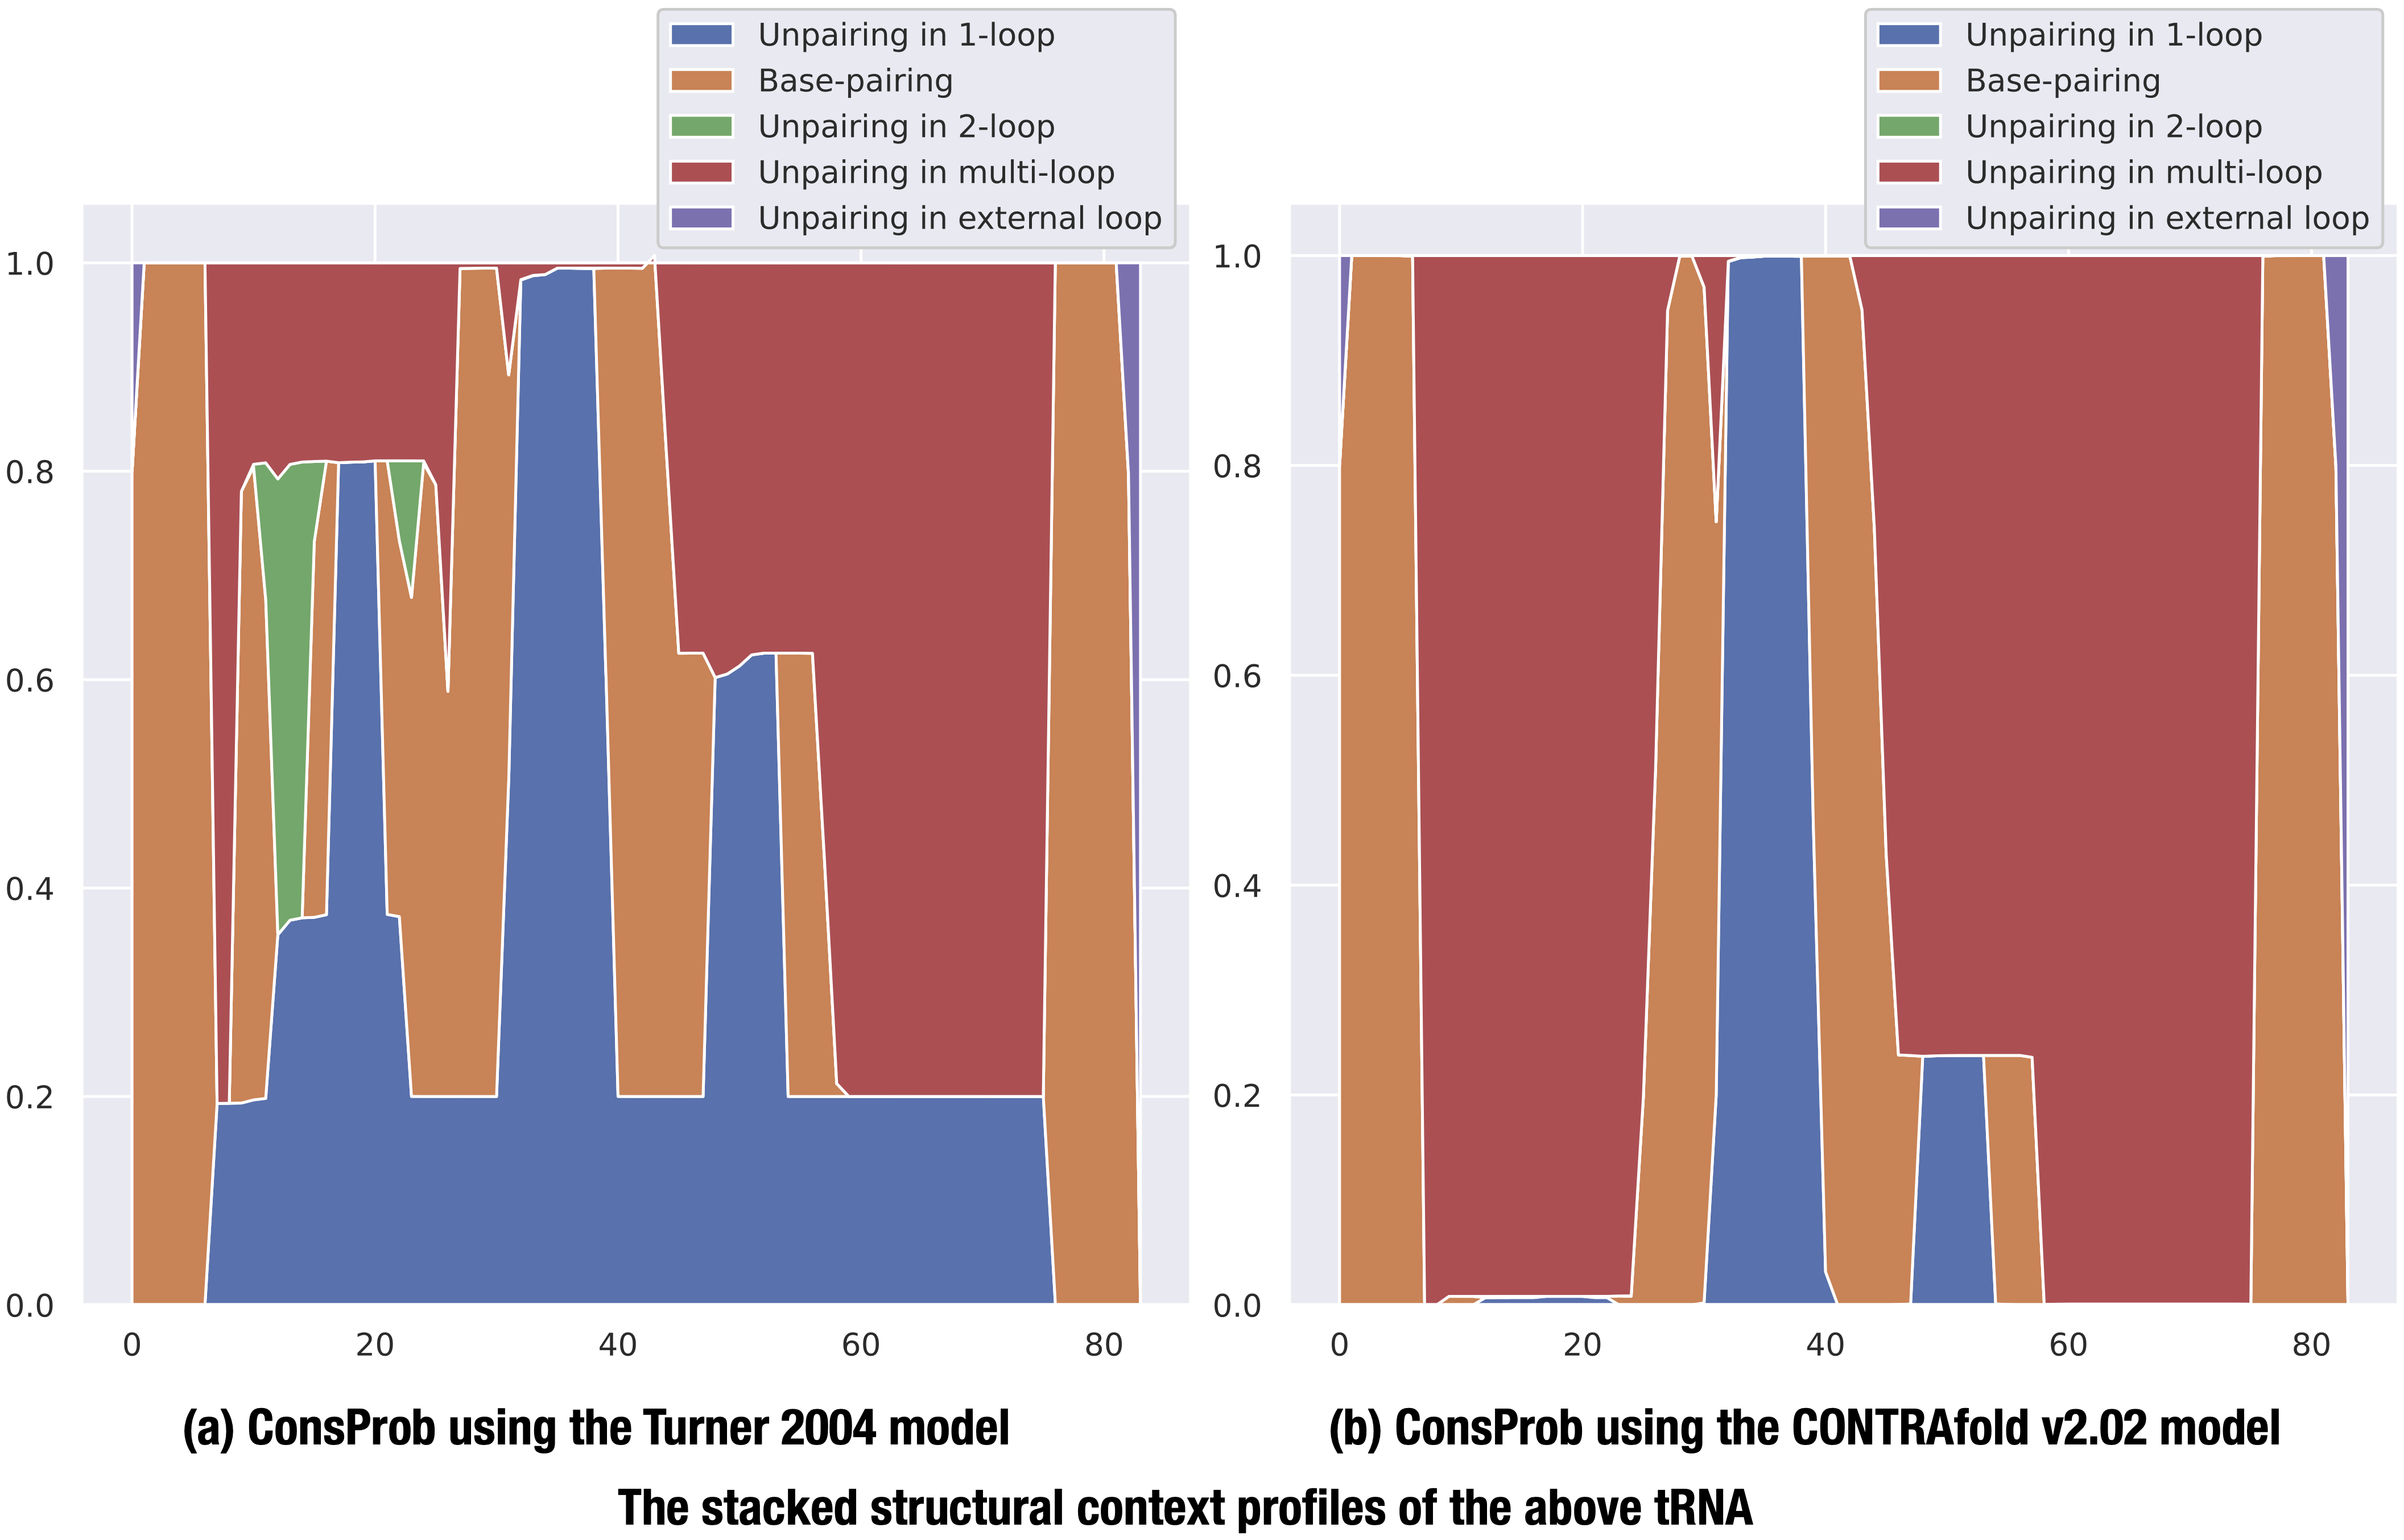 Unpairing in 1-loop
Base-pairing
Unpairing in 2-loop
Unpairing in multi-loop
Unpairing in external loop
1.0
0.8
0.6
0.4
0.2
0.0
0 20 40 60 80
(a) ConsProb using the Turner 2004 model
Unpairing in 1-loop
Base-pairing
Unpairing in 2-loop
Unpairing in multi-loop
Unpairing in external loop
1.0
0.8
0.6
0.4
0.2
0.0
0 20 40 60 80
(b) ConsProb using the CONTRAfold v2.02 model
The stacked structural context profiles of the above tRNA